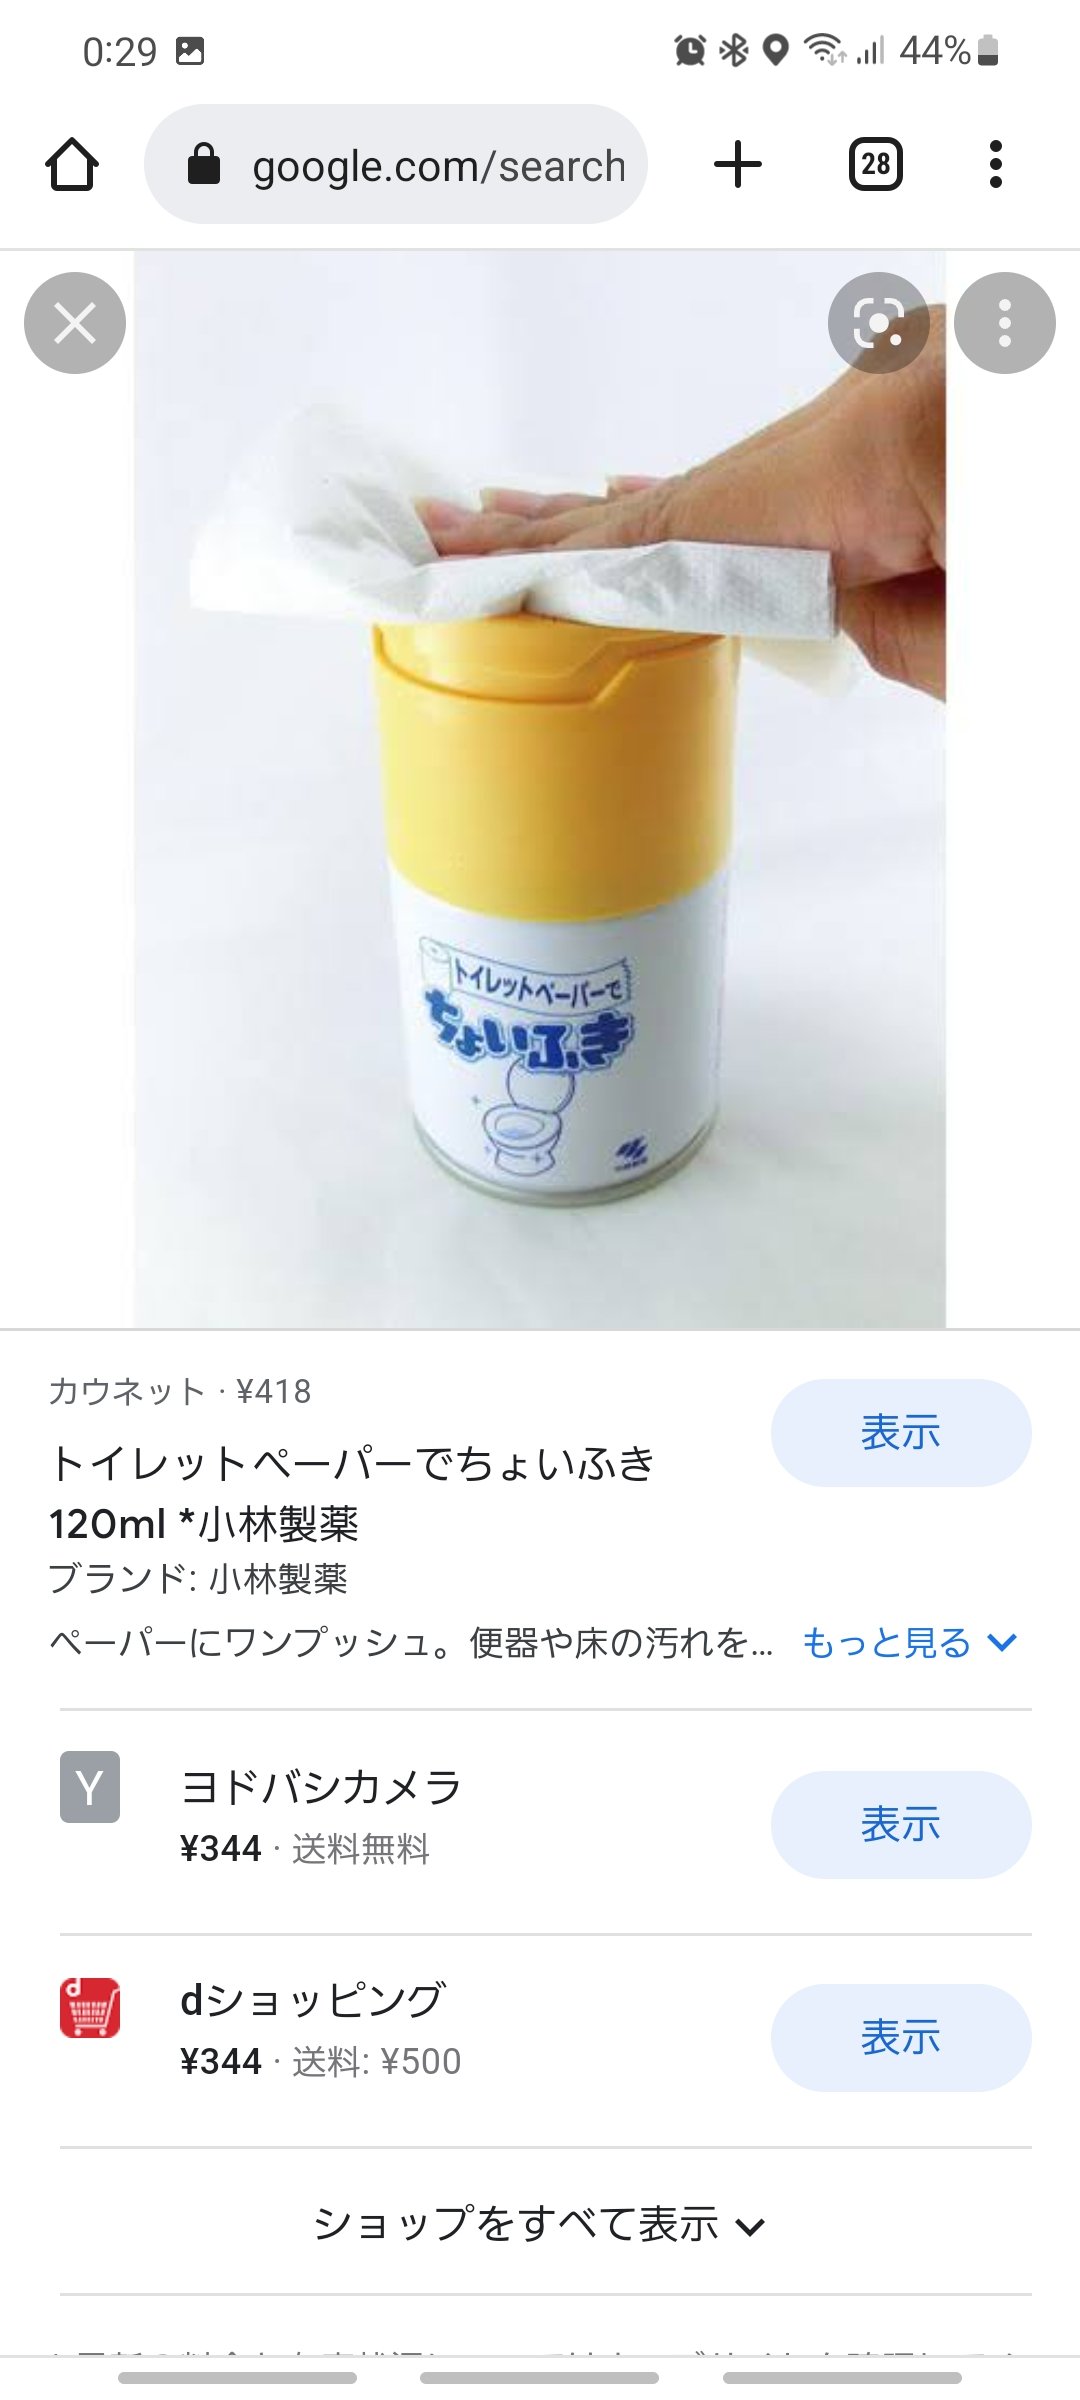 0:29
44%
google.com/search
28
トイレットペーパーで
ちょいふき
カウネット · ¥418
表示
トイレットペーパーでちょいふき
120ml *小林製薬
ブランド: 小林製薬
ペーパーにワンプッシュ。便器や床の汚れを... もっと見る
Y
ヨドバシカメラ
¥344 · 送料無料
表示
d
dショッピング
¥344 · 送料: ¥500
表示
ショップをすべて表示